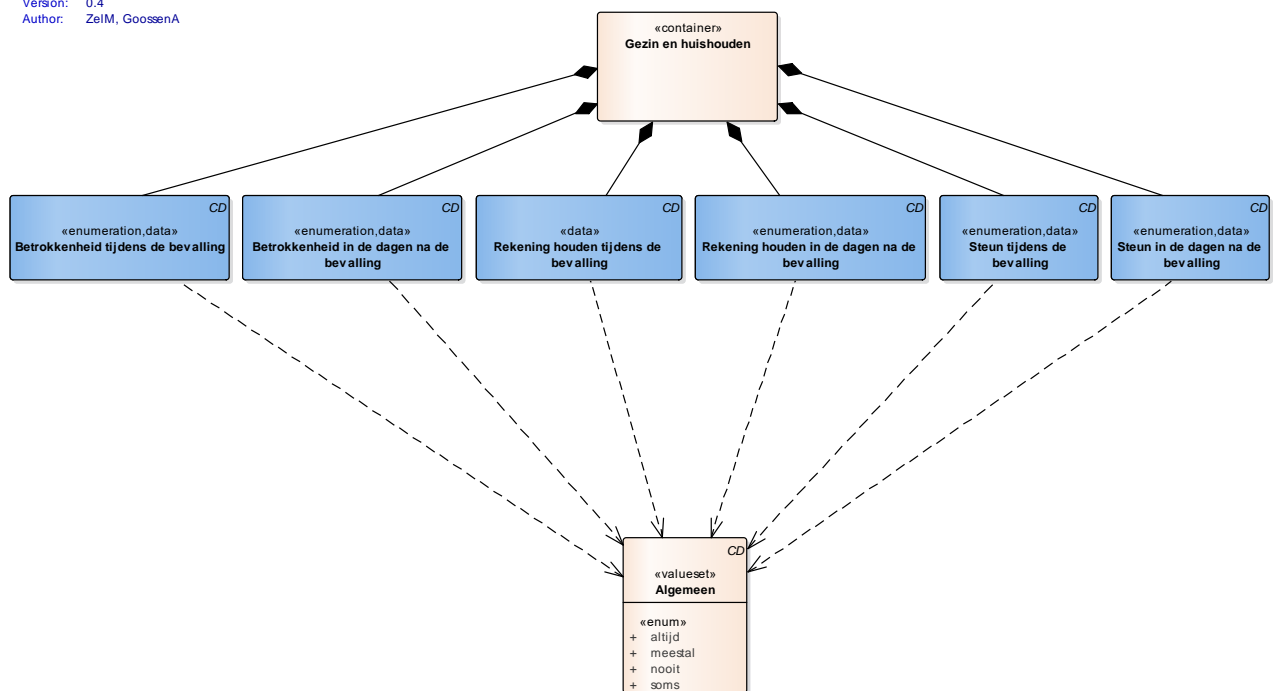 Version: 0.4
Author: ZelM, GoossenA
«container»
Gezin en huishouden
CD
«enumeration,data»
Betrokkenheid tijdens de bevalling
CD
«enumeration,data»
Betrokkenheid in de dagen na de
bevalling
CD
«data»
Rekening houden tijdens de
bevalling
CD
«enumeration,data»
Rekening houden in de dagen na de
bevalling
CD
«enumeration,data»
Steun tijdens de
bevalling
CD
«enumeration,data»
Steun in de dagen na de
bevalling
CD
«valueset»
Algemeen
«enum»
+ altijd
+ meestal
+ nooit
+ soms